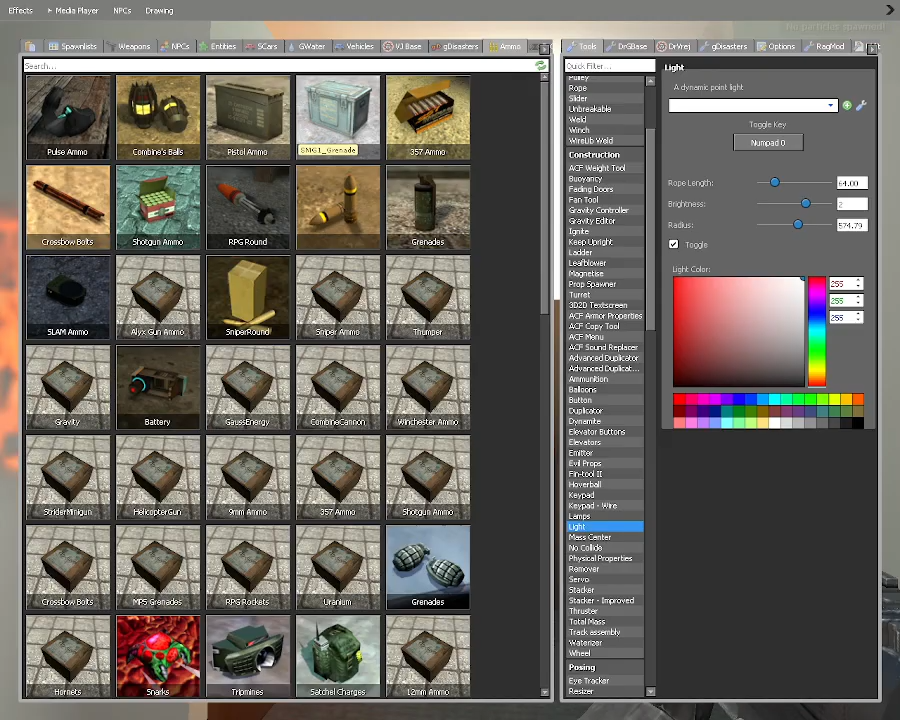 Effects
Media Player
NPCs
Drawing
No particles spawned!
Spawnlists
Weapons
NPCs
Entities
SCars
GWater
Vehicles
VJ Base
gDisasters
Ammo
Search...
Pulse Ammo
Combine's Balls
Pistol Ammo
SMG1_Grenade
357 Ammo
Crossbow Bolts
Shotgun Ammo
RPG Round
Grenades
SLAM Ammo
Alyx Gun Ammo
SniperRound
Sniper Ammo
Thumper
Gravity
Battery
GaussEnergy
CombineCannon
Winchester Ammo
StriderMinigun
HelicopterGun
9mm Ammo
357 Ammo
Shotgun Ammo
Crossbow Bolts
MP5 Grenades
RPG Rockets
Uranium
Grenades
Hornets
Snarks
Tripmines
Satchel Charges
12mm Ammo
Tools
DrGBase
DrVrej
gDisasters
Options
RagMod
Quick Filter...
Pulley
Rope
Slider
Unbreakable
Weld
Winch
WireLib Weld
Construction
ACF Weight Tool
Buoyancy
Fading Doors
Fan Tool
Gravity Controller
Gravity Editor
Ignite
Keep Upright
Ladder
Leafblower
Magnetise
Prop Spawner
Turret
3D2D Textscreen
ACF Armor Properties
ACF Copy Tool
ACF Menu
ACF Sound Replacer
Advanced Duplicator
Advanced Duplicat...
Ammunition
Balloons
Button
Duplicator
Dynamite
Elevator Buttons
Elevators
Emitter
Evil Props
Fin-tool II
Hoverball
Keypad
Keypad - Wire
Lamps
Light
Mass Center
No Collide
Physical Properties
Remover
Servo
Stacker
Stacker - Improved
Thruster
Total Mass
Track assembly
Waterizer
Wheel
Posing
Eye Tracker
Resizer
Light
A dynamic point light
Toggle Key
Numpad 0
Rope Length:
64.00
Brightness:
2
Radius:
574.79
Toggle
Light Color:
255
255
255